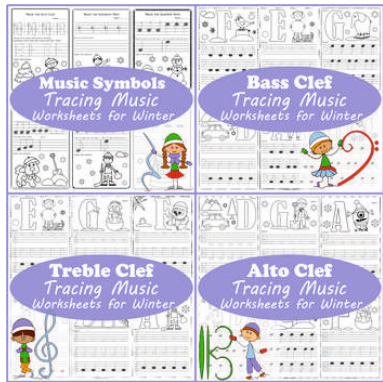 Music Symbols
Tracing Music
Worksheets for Winter
Bass Clef
Tracing Music
Worksheets for Winter
F
E
G
Treble Clef
Tracing Music
Worksheets for Winter
E
G
Alto Clef
Tracing Music
Worksheets for Winter
D
G
A